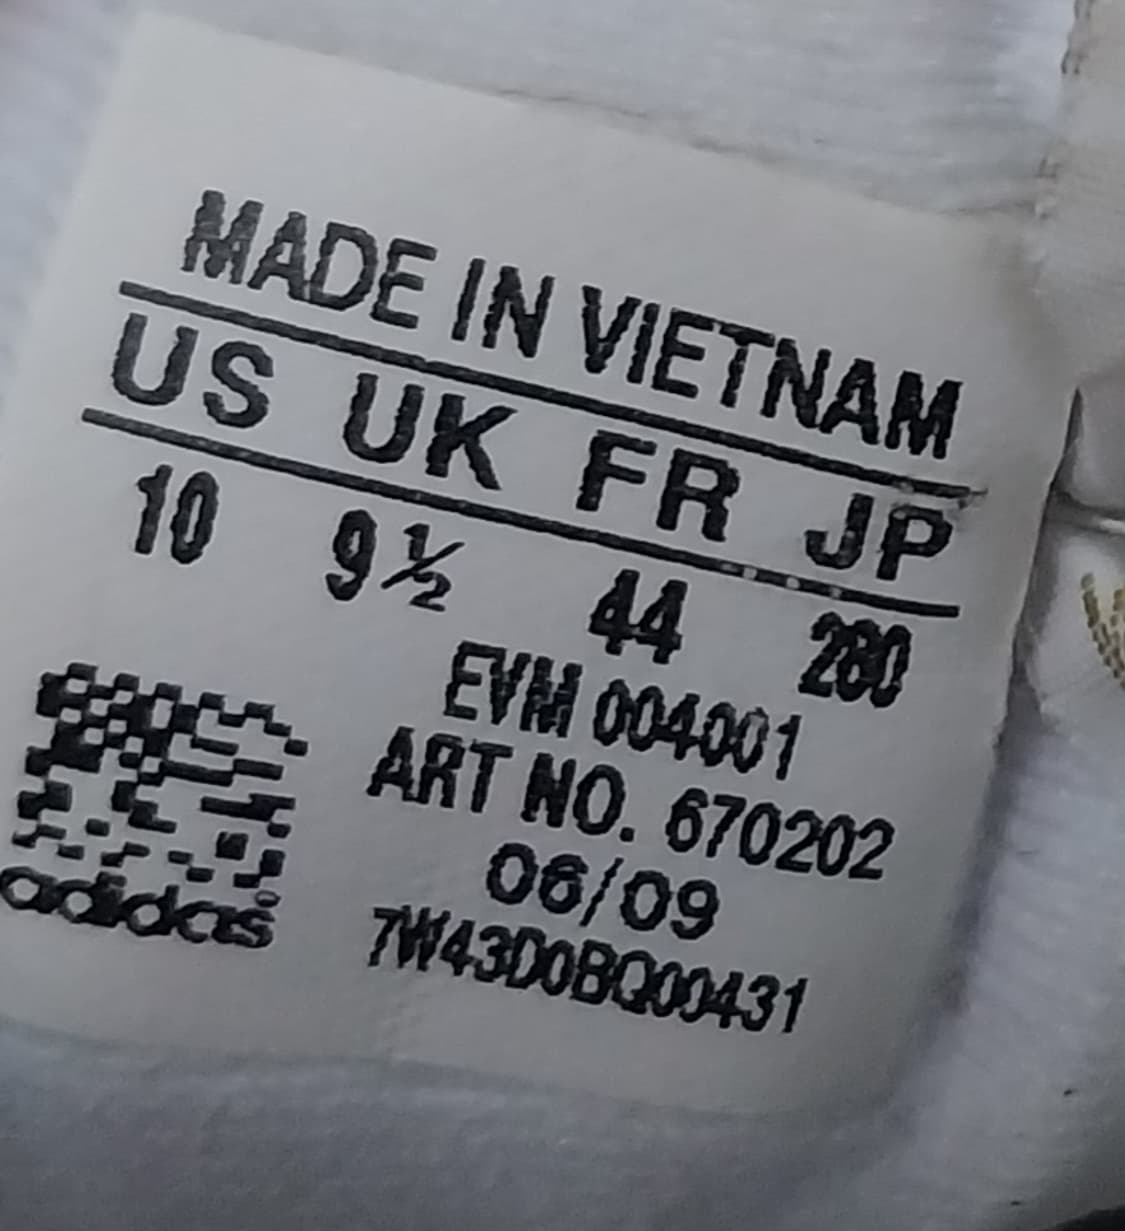 MADE IN VIETNAM
US UK FR JP
10 9½ 44 280
EVM 004001
ART NO. 670202
06/09
adidas
7W43D0BQ00431